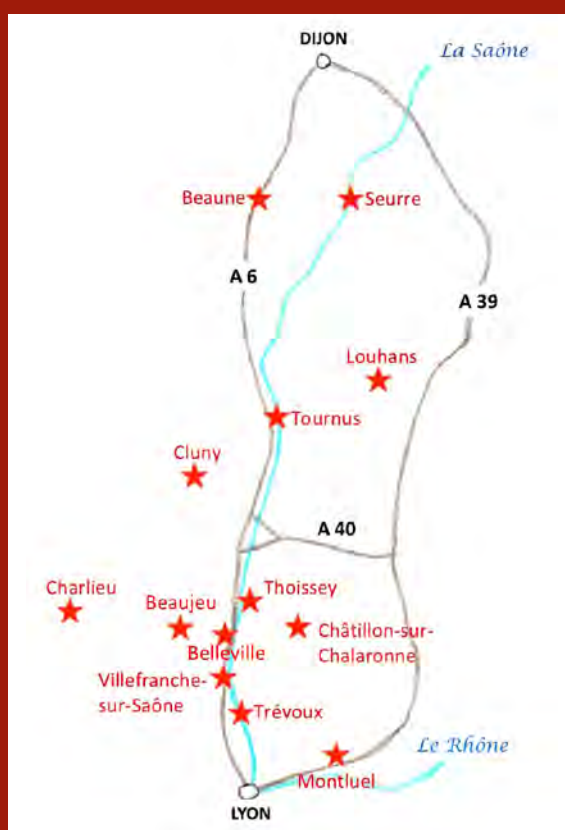 DIJON
La Saône
Beaune
Seurre
A 6
A 39
Louhans
Tournus
Cluny
A 40
Charlieu
Beaujeu
Thoissey
Belleville
Châtillon-sur-
Chalaronne
Villefranche-
sur-Saône
Trévoux
Le Rhône
Montluel
LYON